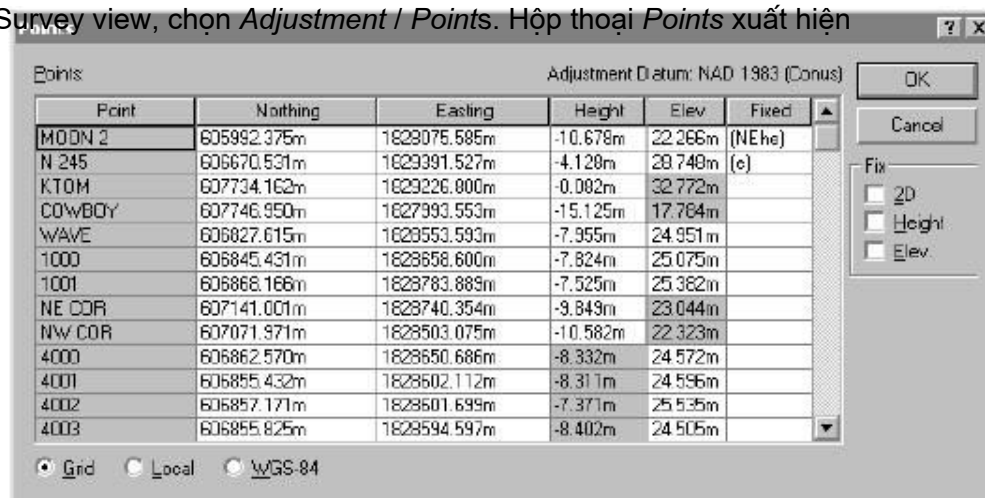 Survey view, chọn Adjustment / Points. Hộp thoại Points xuất hiện
Points
Points: Adjustment Datum: NAD 1983 (Conus)
OK
Cancel
Point Northing Easting Height Elev Fixed
MOON 2 605992.375m 1828075.585m -10.678m 22.266m (NEhe)
N 245 606670.531m 1829391.527m -4.128m 28.748m (e)
KTOM 607734.162m 1829226.800m -0.082m 32.772m
COWBOY 607746.950m 1827993.553m -15.125m 17.784m
WAVE 606827.615m 1828553.593m -7.955m 24.951m
1000 606845.431m 1828658.600m -7.824m 25.075m
1001 606868.166m 1828783.889m -7.525m 25.382m
NE COR 607141.001m 1828740.354m -9.849m 23.044m
NW COR 607071.971m 1828503.075m -10.582m 22.323m
4000 606862.570m 1828650.686m -8.332m 24.572m
4001 606855.432m 1828602.112m -8.311m 24.596m
4002 606857.171m 1828601.699m -7.371m 25.535m
4003 606855.825m 1828594.597m -8.402m 24.505m
Fix
2D
Height
Elev.
Grid Local WGS-84